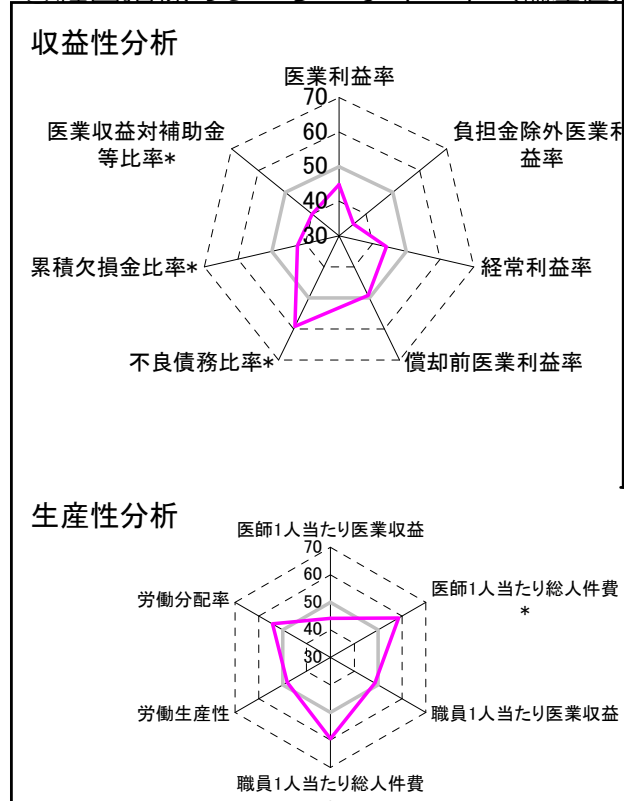 収益性分析
医業利益率
70
60
50
40
30
負担金除外医業利
益率
経常利益率
償却前医業利益率
不良債務比率*
累積欠損金比率*
医業収益対補助金
等比率*
生産性分析
医師1人当たり医業収益
70
60
50
40
30
医師1人当たり総人件費
*
職員1人当たり医業収益
職員1人当たり総人件費
労働生産性
労働分配率